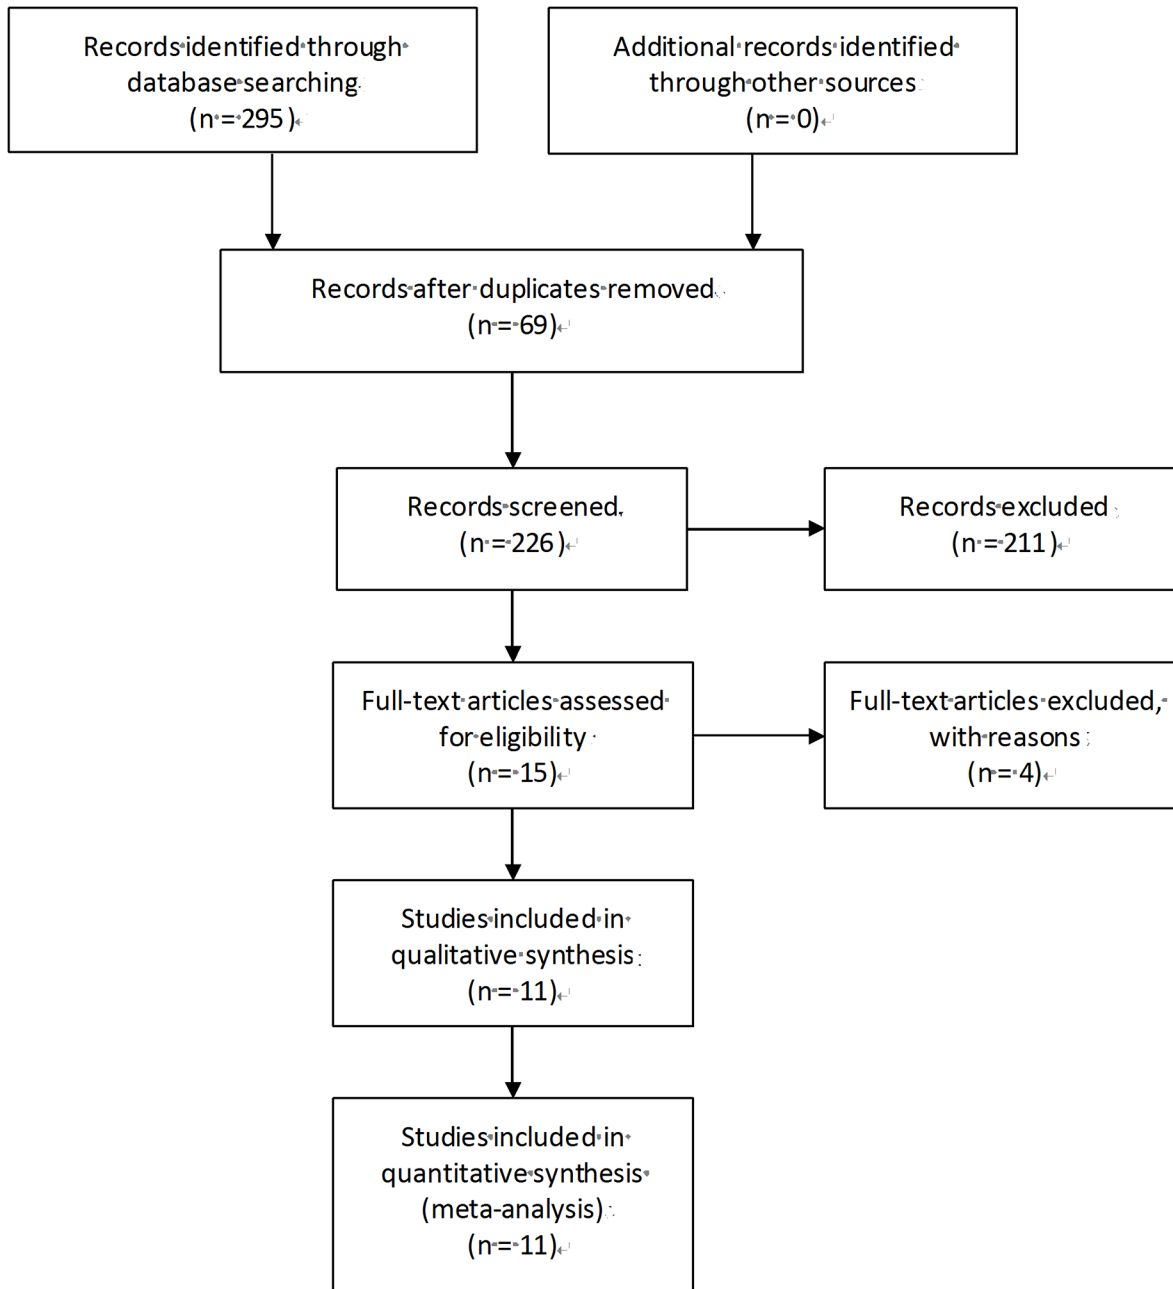 Records identified through
database searching
(n = 295)
Additional records identified
through other sources
(n = 0)
Records after duplicates removed
(n = 69)
Records screened
(n = 226)
Records excluded
(n = 211)
Full-text articles assessed
for eligibility
(n = 15)
Full-text articles excluded,
with reasons
(n = 4)
Studies included in
qualitative synthesis
(n = 11)
Studies included in
quantitative synthesis
(meta-analysis)
(n = 11)